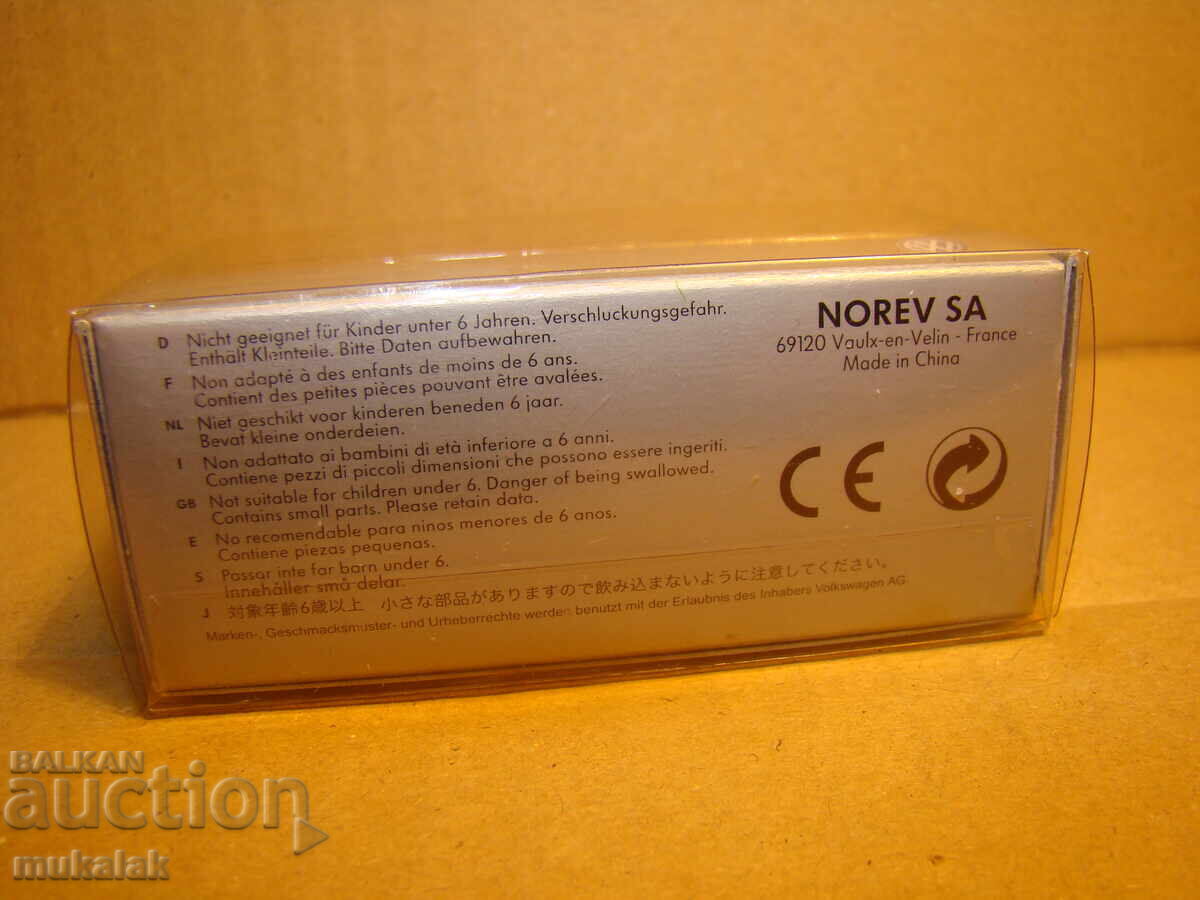 D Nicht geeignet für Kinder unter 6 Jahren. Verschluckungsgefahr.
Enthält Kleinteile. Bitte Daten aufbewahren.
F Non adapté à des enfants de moins de 6 ans.
Contient des petites pièces pouvant être avalées.
NL Niet geschikt voor kinderen beneden 6 jaar.
Bevat kleine onderdeien.
I Non adattato ai bambini di età inferiore a 6 anni.
Contiene pezzi di piccoli dimensioni che possono essere ingeriti.
GB Not suitable for children under 6. Danger of being swallowed.
Contains small parts. Please retain data.
E No recomendable para ninos menores de 6 anos.
Contiene piezas pequenas.
S Passar inte far barn under 6.
Innehåller små delar.
J 対象年齢6歳以上 小さな部品がありますので飲み込まないように注意してください。
Marken-, Geschmacksmuster- und Urheberrechte werden benutzt mit der Erlaubnis des Inhabers Volkswagen AG
NOREV SA
69120 Vaulx-en-Velin - France
Made in China
CE
BALKAN
auction
mukalak